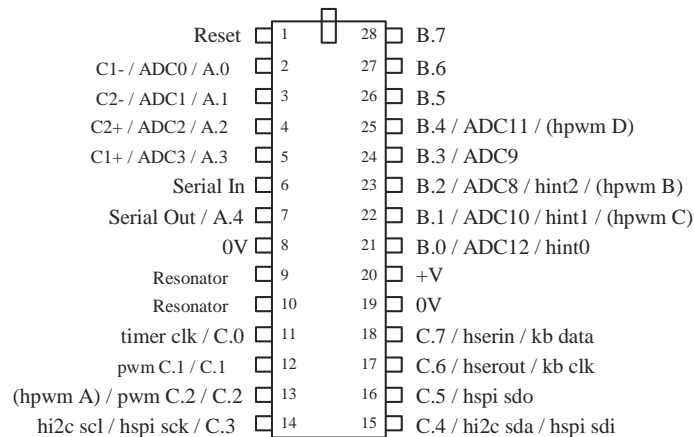 Reset 1 28 B.7
C1- / ADC0 / A.0 2 27 B.6
C2- / ADC1 / A.1 3 26 B.5
C2+ / ADC2 / A.2 4 25 B.4 / ADC11 / (hpwm D)
C1+ / ADC3 / A.3 5 24 B.3 / ADC9
Serial In 6 23 B.2 / ADC8 / hint2 / (hpwm B)
Serial Out / A.4 7 22 B.1 / ADC10 / hint1 / (hpwm C)
0V 8 21 B.0 / ADC12 / hint0
Resonator 9 20 +V
Resonator 10 19 0V
timer clk / C.0 11 18 C.7 / hserin / kb data
pwm C.1 / C.1 12 17 C.6 / hserout / kb clk
(hpwm A) / pwm C.2 / C.2 13 16 C.5 / hspi sdo
hi2c scl / hspi sck / C.3 14 15 C.4 / hi2c sda / hspi sdi